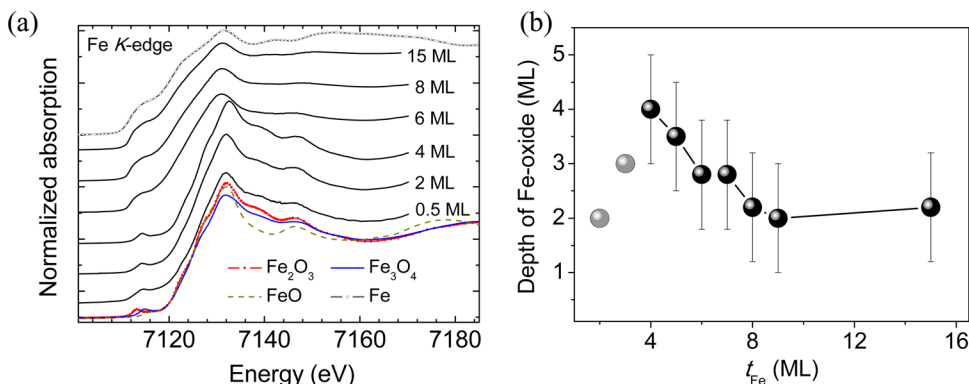 (a)
Fe K-edge
15 ML
8 ML
6 ML
4 ML
2 ML
0.5 ML
Fe₂O₃
Fe₃O₄
FeO
Fe
Normalized absorption
7120
7140
7160
7180
Energy (eV)
(b)
5
4
3
2
1
Depth of Fe-oxide (ML)
4
8
12
16
t_Fe (ML)